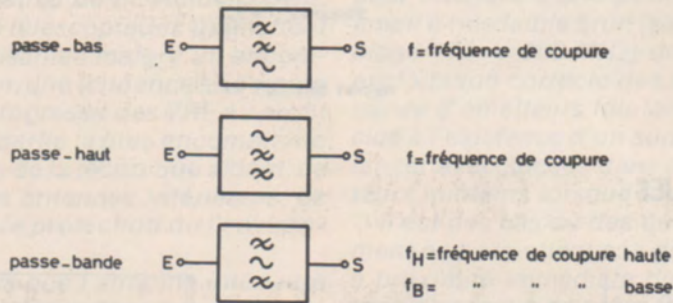 passe-bas E S f=fréquence de coupure
passe-haut E S f=fréquence de coupure
passe-bande E S fH=fréquence de coupure haute
fB= " " " basse